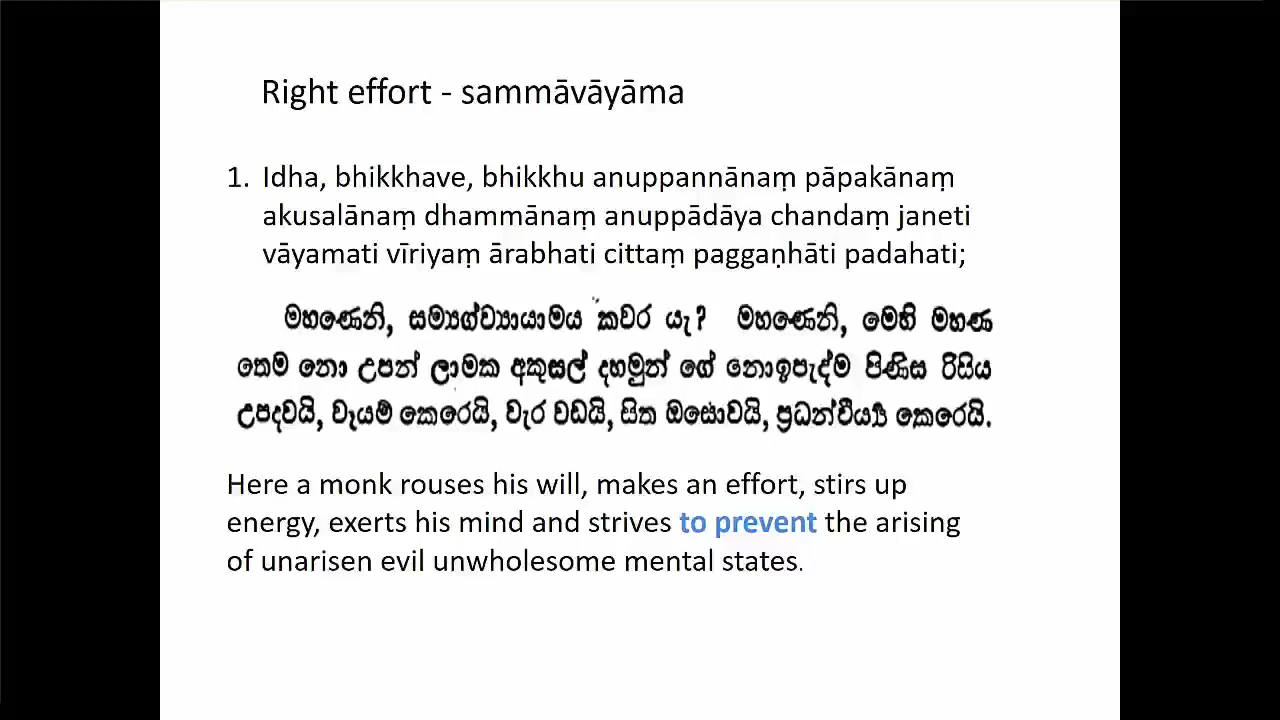 Right effort - sammāvāyāma
1. Idha, bhikkhave, bhikkhu anuppannānaṃ pāpakānaṃ
akusalānaṃ dhammānaṃ anuppādāya chandaṃ janeti
vāyamati vīriyaṃ ārabhati cittaṃ paggaṇhāti padahati;
මහණෙනි, සම්‍යග්ව්‍යායාමය කවර යැ? මහණෙනි, මෙහි මහණ
තෙම නො උපන් ලාමක අකුසල් දහමුන් ගේ නොඉපැද්ම පිණිස රිසිය
උපදවයි, වෑයම් කෙරෙයි, වැර වඩයි, සිත ඔසොවයි, ප්‍රධන්වීර්‍ය්‍ය කෙරෙයි.
Here a monk rouses his will, makes an effort, stirs up
energy, exerts his mind and strives to prevent the arising
of unarisen evil unwholesome mental states.